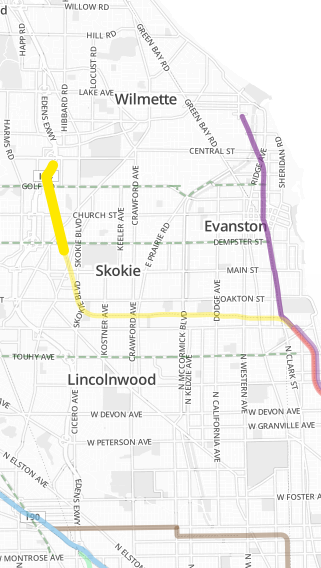 d
WILLOW RD
HAPP RD
HILL RD
GREEN BAY RD
LOCUST RD
LAKE AVE
Wilmette
EDENS EXWY
HIBBARD RD
GREEN BAY RD
HARMS RD
CENTRAL ST
SHERIDAN RD
RIDGE AVE
GOLF RD
CRAWFORD AVE
CHURCH ST
KEELER AVE
SKOKIE BLVD
E PRAIRIE RD
Evanston
DEMPSTER ST
Skokie
MAIN ST
DODGE AVE
OAKTON ST
SKOKIE BLVD
KOSTNER AVE
CRAWFORD AVE
N MCCORMICK BLVD
TOUHY AVE
N KEDZIE AVE
N WESTERN AVE
N CLARK ST
Lincolnwood
CICERO AVE
N CALIFORNIA AVE
W DEVON AVE
W DEVON AVE
W GRANVILLE AVE
W PETERSON AVE
AVE
N ELSTON AVE
EDENS EXWY
W FOSTER A
I 90
W MONTROSE AVE
N ELSTON